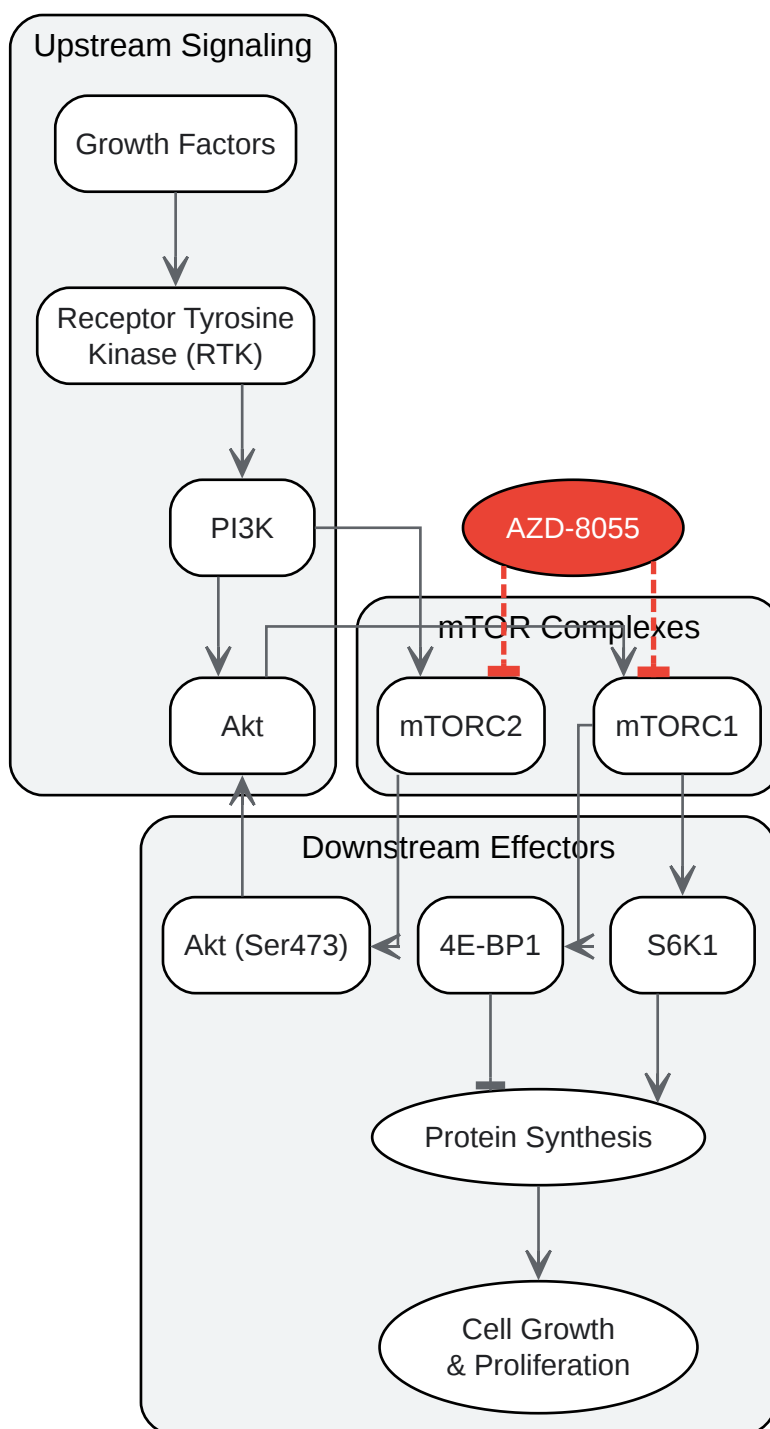 Upstream Signaling
Growth Factors
Receptor Tyrosine
Kinase (RTK)
PI3K
AZD-8055
mTOR Complexes
Akt
mTORC2
mTORC1
Downstream Effectors
Akt (Ser473)
4E-BP1
S6K1
Protein Synthesis
Cell Growth
& Proliferation